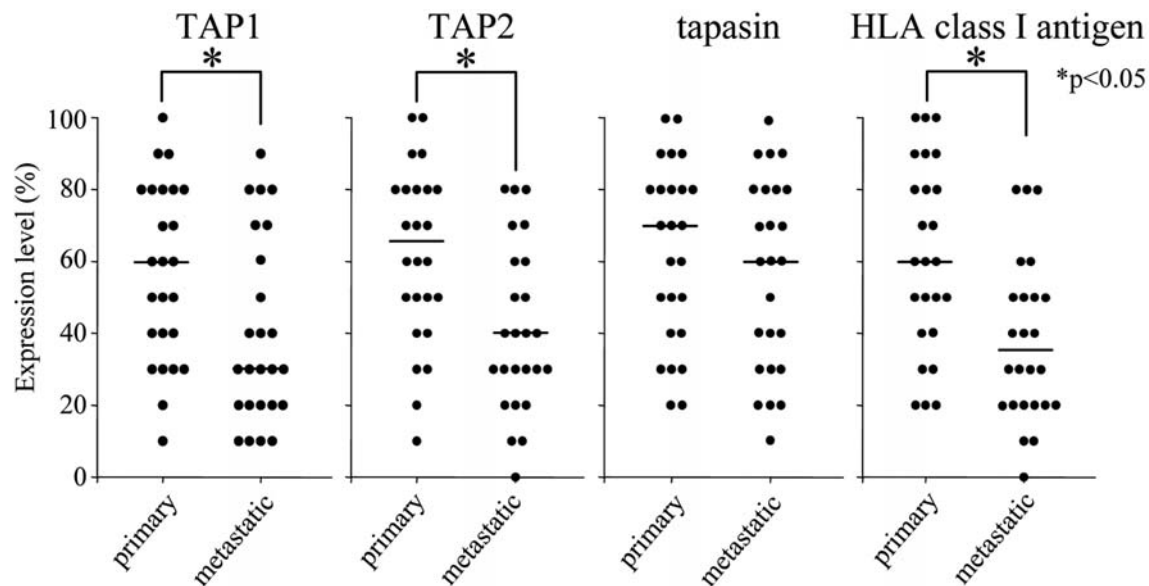 TAP1
TAP2
tapasin
HLA class I antigen
*
*
*
*p<0.05
Expression level (%)
100
80
60
40
20
0
primary
metastatic
primary
metastatic
primary
metastatic
primary
metastatic